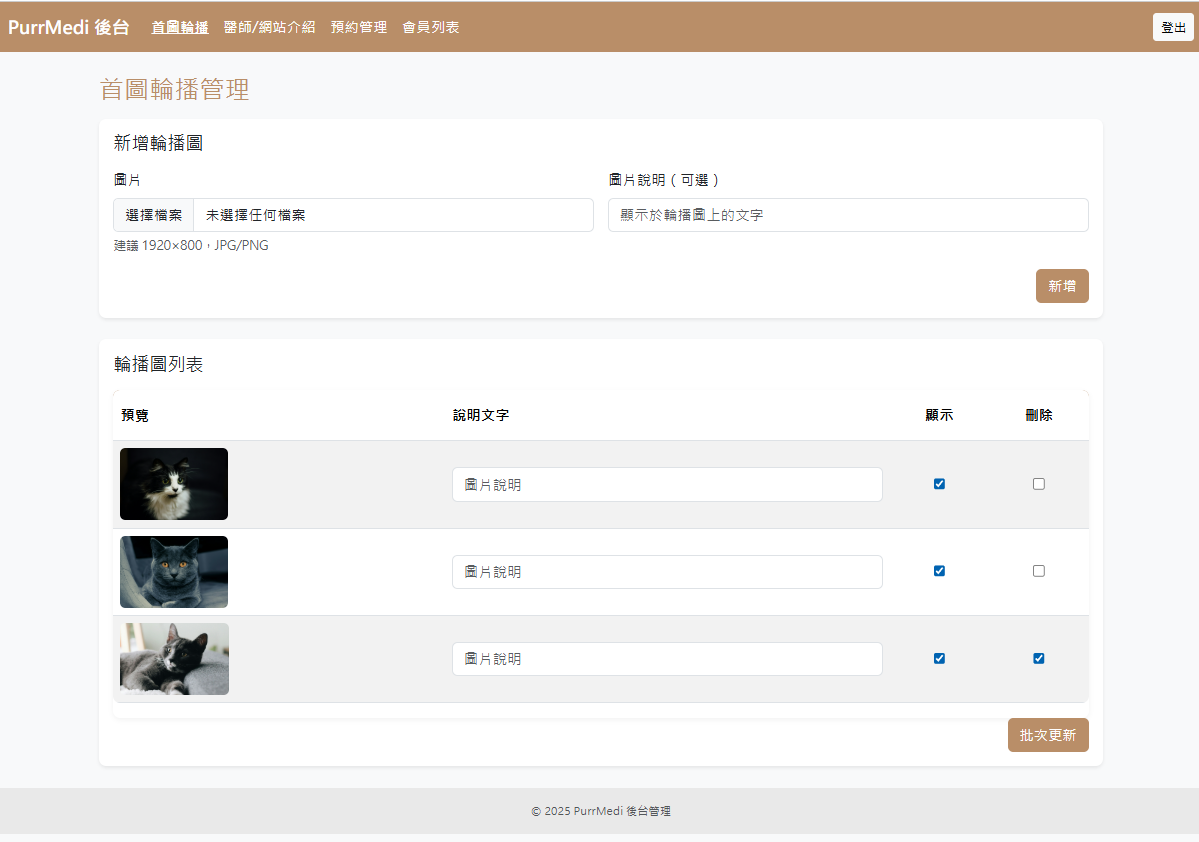 PurrMedi 後台 首圖輪播 醫師/網站介紹 預約管理 會員列表 登出
首圖輪播管理
新增輪播圖
圖片 圖片說明（可選）
選擇檔案 未選擇任何檔案 顯示於輪播圖上的文字
建議 1920×800，JPG/PNG
新增
輪播圖列表
預覽 說明文字 顯示 刪除
圖片說明
圖片說明
圖片說明
批次更新
© 2025 PurrMedi 後台管理